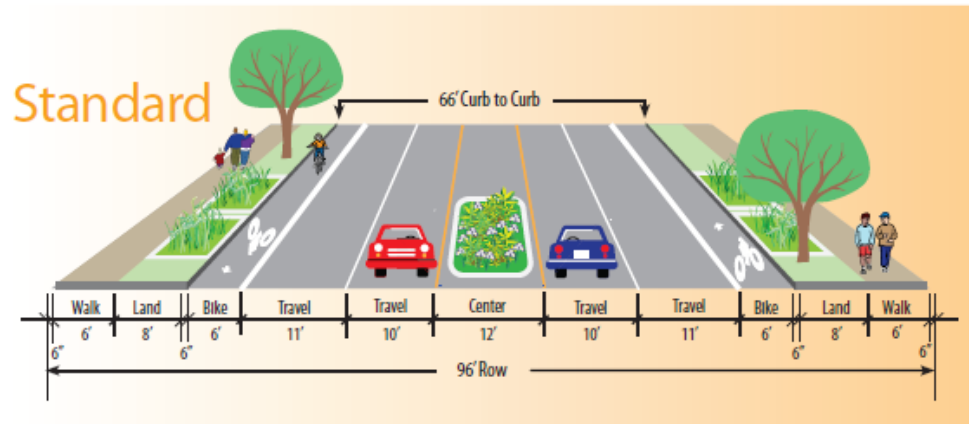 Standard
66' Curb to Curb
Walk Land Bike Travel Travel Center Travel Travel Bike Land Walk
6' 8' 6' 11' 10' 12' 10' 11' 6' 8' 6'
6" 6" 6" 6"
96' Row